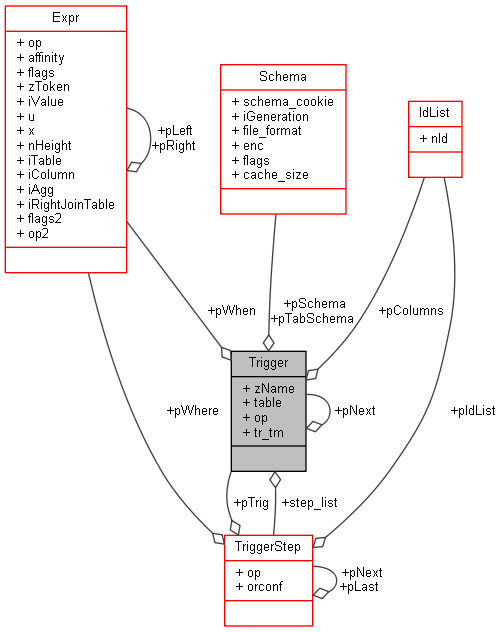 Expr
+ op
+ affinity
+ flags
+ zToken
+ iValue
+ u
+ x
+ nHeight
+ iTable
+ iColumn
+ iAgg
+ iRightJoinTable
+ flags2
+ op2
+pLeft
+pRight
Schema
+ schema_cookie
+ iGeneration
+ file_format
+ enc
+ flags
+ cache_size
IdList
+ nId
+pWhen
+pSchema
+pTabSchema
+pColumns
Trigger
+ zName
+ table
+ op
+ tr_tm
+pNext
+pWhere
+pIdList
+pTrig
+step_list
TriggerStep
+ op
+ orconf
+pNext
+pLast